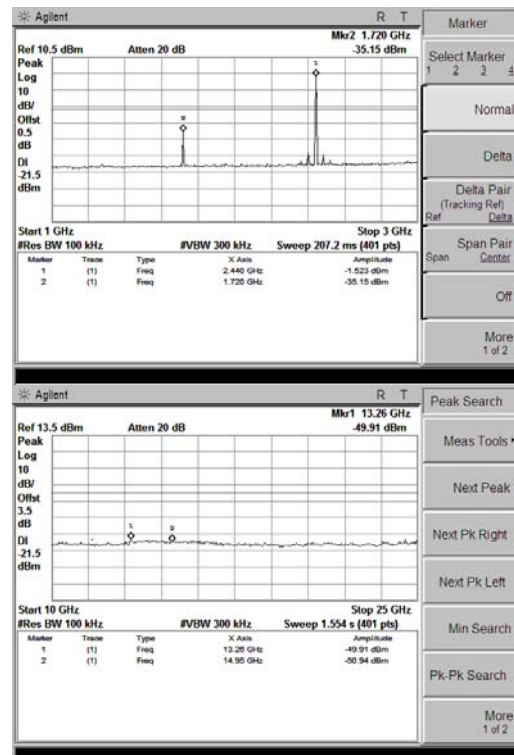 Agilent R T
Mkr2 1.720 GHz
Ref 10.5 dBm Atten 20 dB -35.15 dBm
Peak
Log
10
dB/
Offst
0.5
dB
DI
-21.5
dBm
1
2
Start 1 GHz Stop 3 GHz
#Res BW 100 kHz #VBW 300 kHz Sweep 207.2 ms (401 pts)
Marker Trace Type X Axis Amplitude
1 (1) Freq 2.440 GHz -1.523 dBm
2 (1) Freq 1.720 GHz -35.15 dBm
Marker
Select Marker
1 2 3 4
Normal
Delta
Delta Pair
(Tracking Ref)
Ref Delta
Span Pair
Span Center
Off
More
1 of 2
Agilent R T
Mkr1 13.26 GHz
Ref 13.5 dBm Atten 20 dB -49.91 dBm
Peak
Log
10
dB/
Offst
3.5
dB
DI
-21.5
dBm
1 2
Start 10 GHz Stop 25 GHz
#Res BW 100 kHz #VBW 300 kHz Sweep 1.554 s (401 pts)
Marker Trace Type X Axis Amplitude
1 (1) Freq 13.26 GHz -49.91 dBm
2 (1) Freq 14.95 GHz -50.94 dBm
Peak Search
Meas Tools
Next Peak
Next Pk Right
Next Pk Left
Min Search
Pk-Pk Search
More
1 of 2